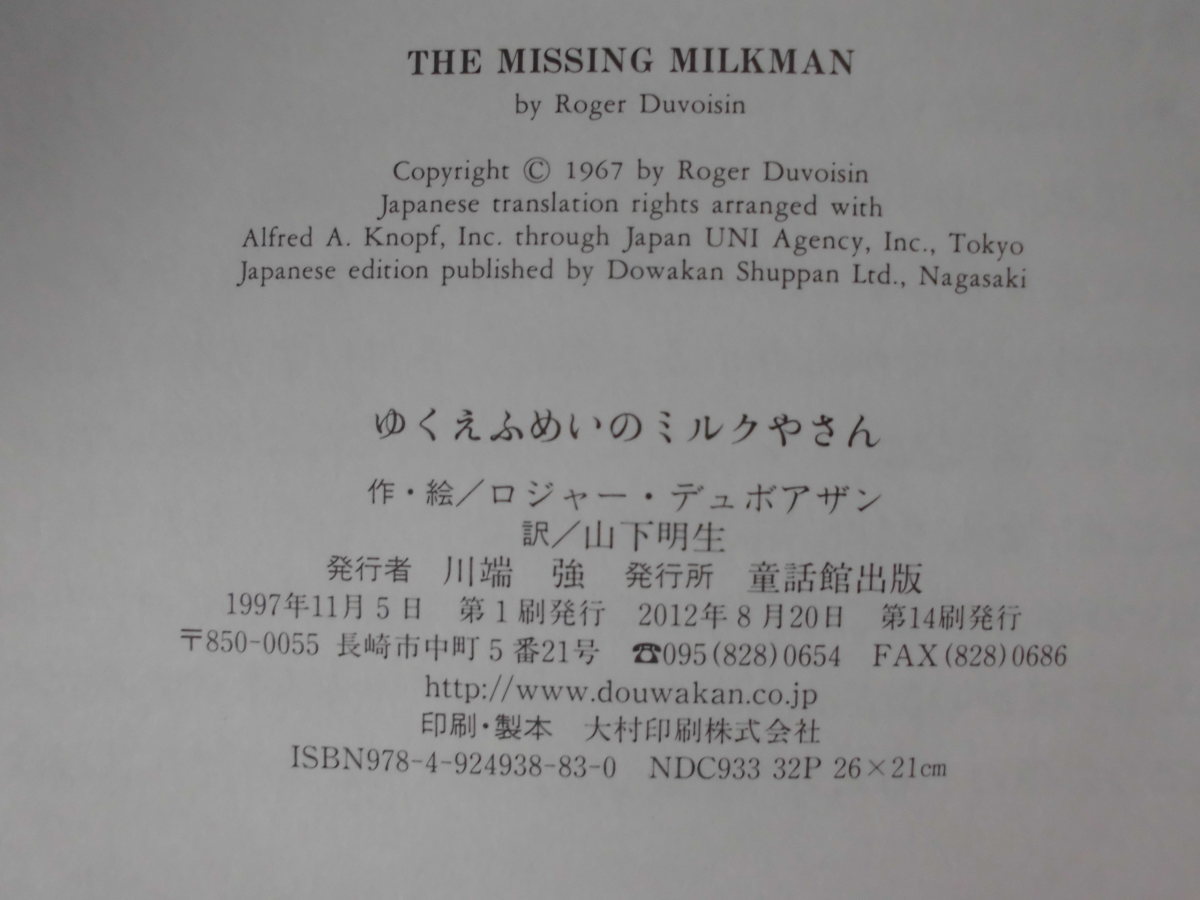 THE MISSING MILKMAN
by Roger Duvoisin
Copyright © 1967 by Roger Duvoisin
Japanese translation rights arranged with
Alfred A. Knopf, Inc. through Japan UNI Agency, Inc., Tokyo
Japanese edition published by Dowakan Shuppan Ltd., Nagasaki
ゆくえふめいのミルクやさん
作・絵／ロジャー・デュボアザン
訳／山下明生
発行者　川端　強　発行所　童話館出版
1997年11月5日　第1刷発行　2012年8月20日　第14刷発行
〒850-0055 長崎市中町5番21号　☎095(828)0654　FAX(828)0686
http://www.douwakan.co.jp
印刷・製本　大村印刷株式会社
ISBN978-4-924938-83-0　NDC933 32P 26×21cm